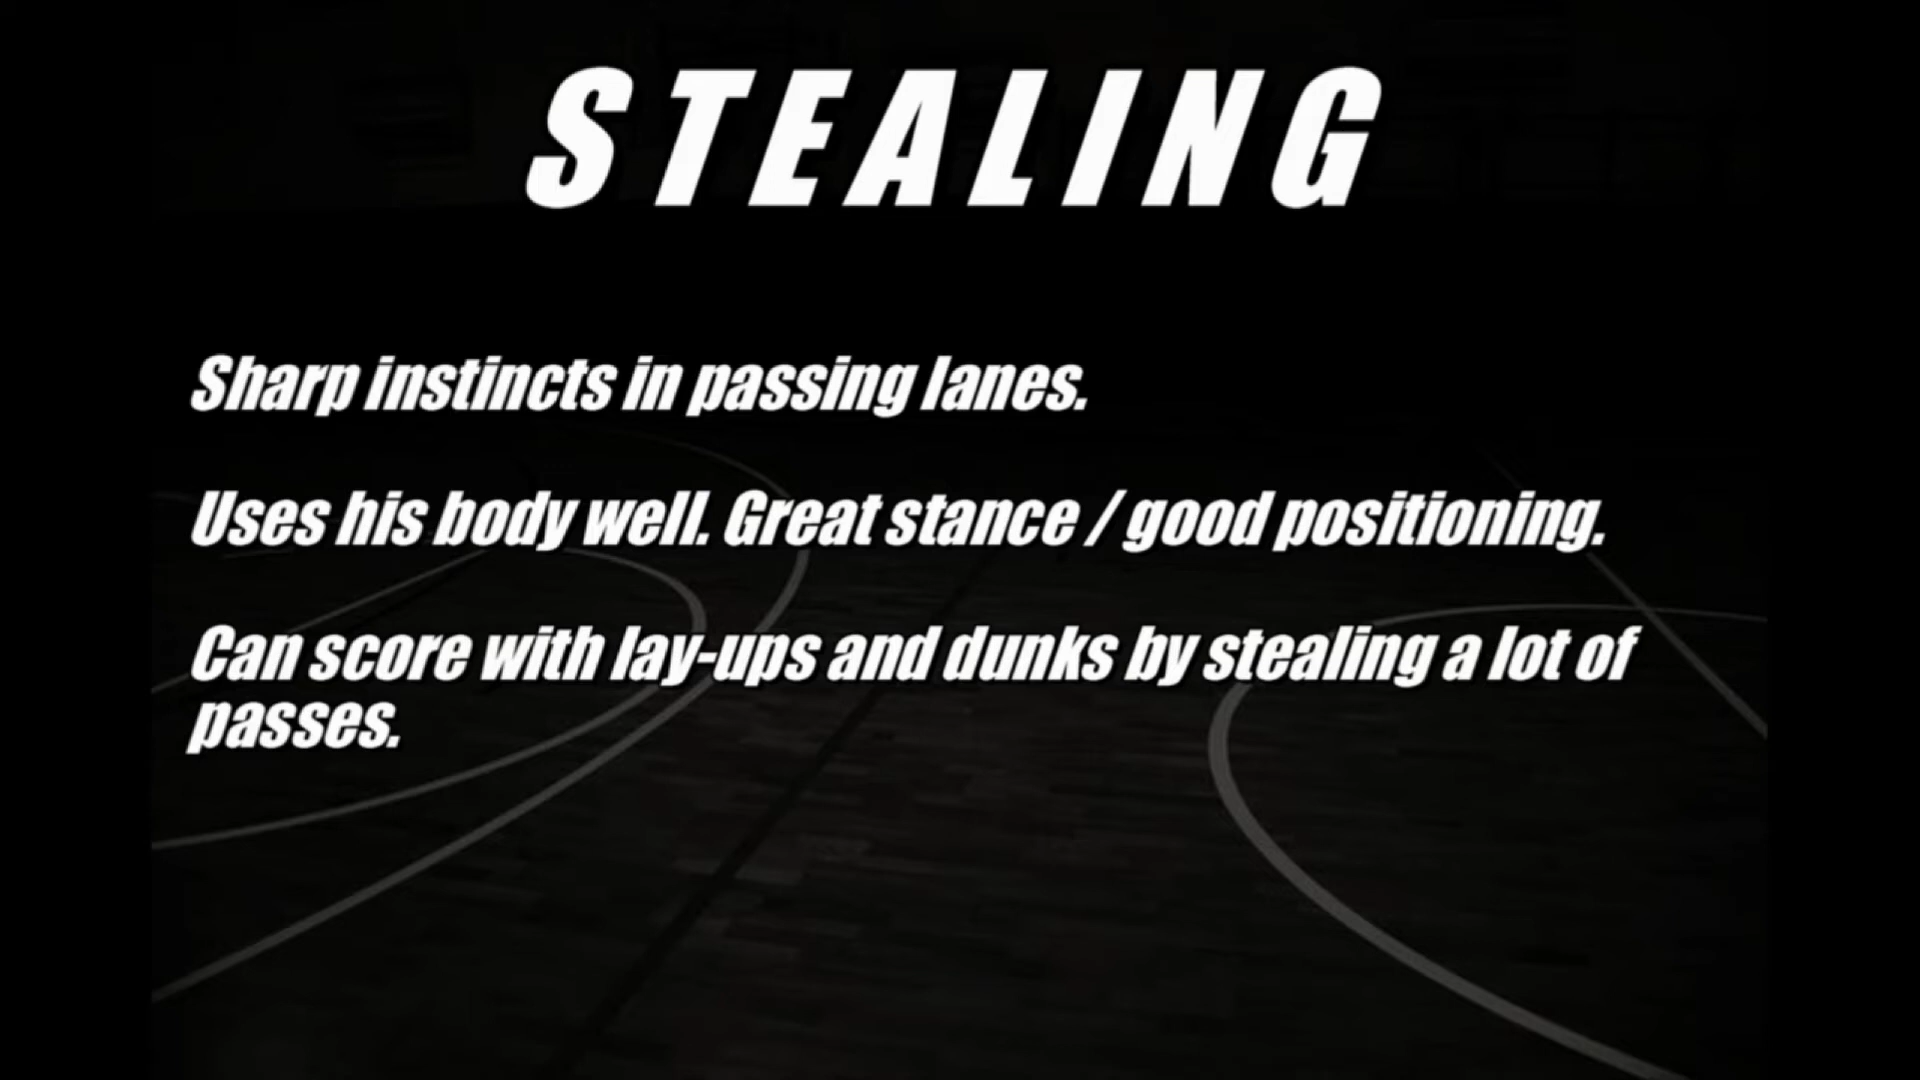 STEALING
Sharp instincts in passing lanes.
Uses his body well. Great stance / good positioning.
Can score with lay-ups and dunks by stealing a lot of
passes.